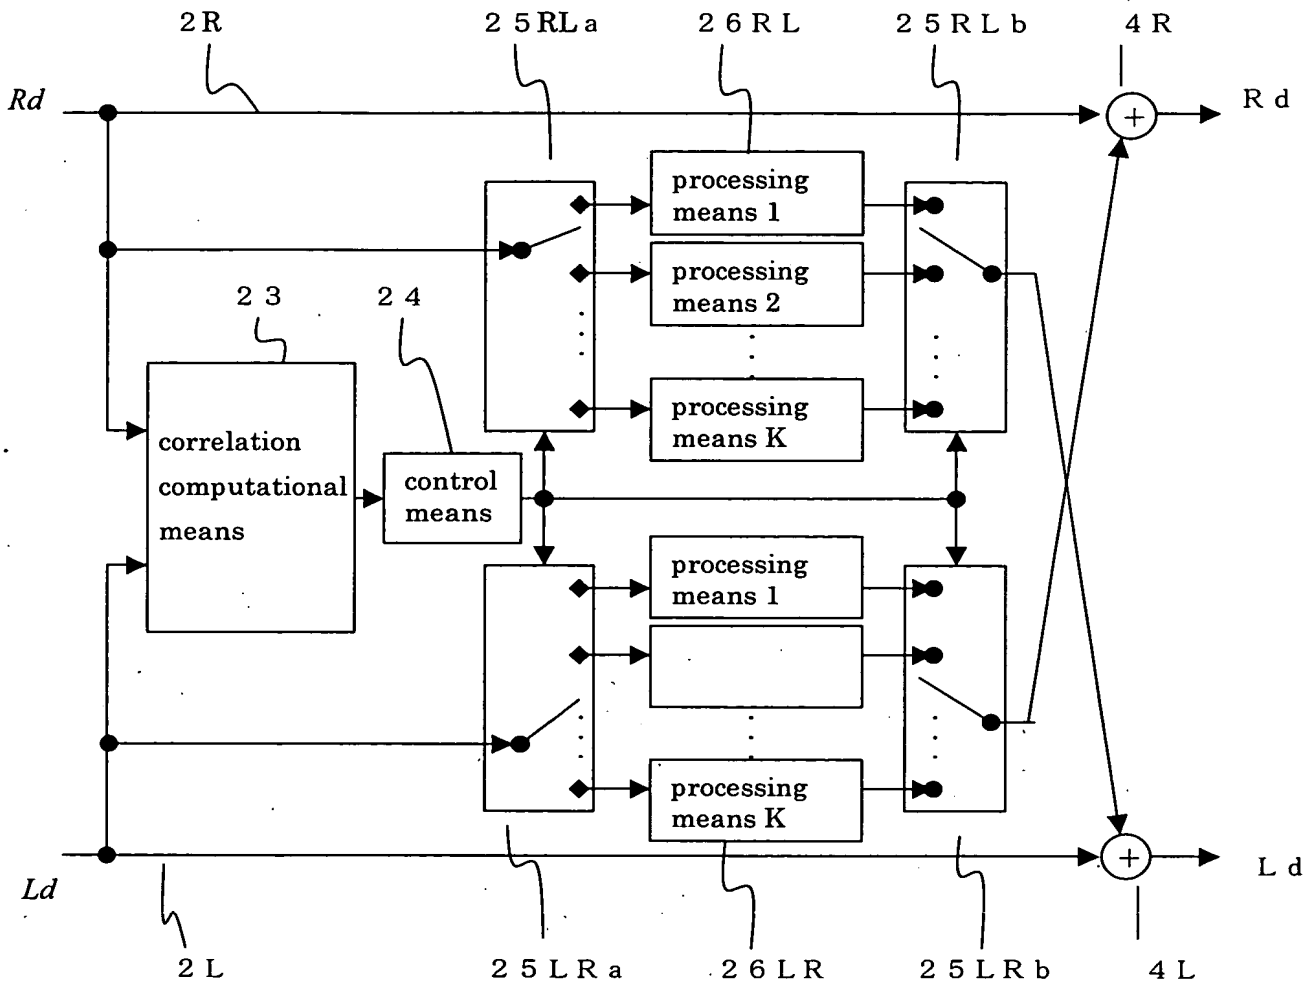 2R 25RLa 26RL 25RLb 4R
Rd
Rd
processing
means 1
processing
means 2
23 24
processing
means K
correlation
computational
means
control
means
processing
means 1
processing
means K
Ld
Ld
2L 25LRa 26LR 25LRb 4L
+
+